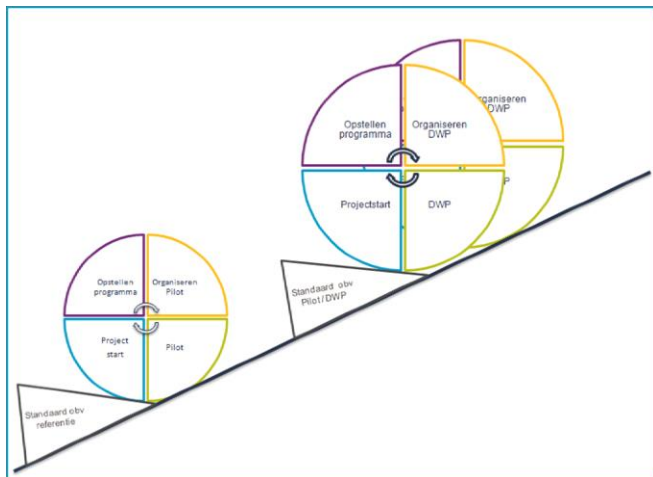 Opstellen
programma
Organiseren
DWP
Projectstart
DWP
organiseren
DWP
Opstellen
programma
Organiseren
Pilot
Project
start
Pilot
Standaard obv
Pilot / DWP
Standaard obv
referentie